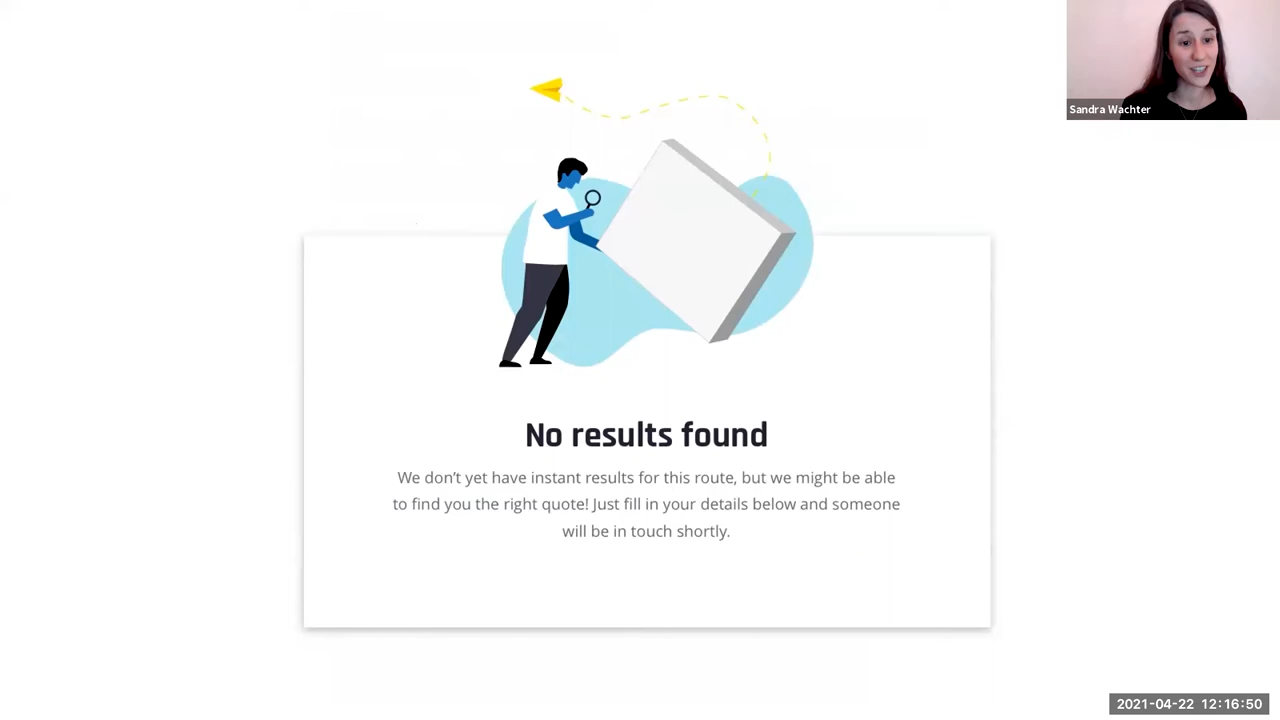 Sandra Wachter
No results found
We don't yet have instant results for this route, but we might be able
to find you the right quote! Just fill in your details below and someone
will be in touch shortly.
2021-04-22 12:16:50